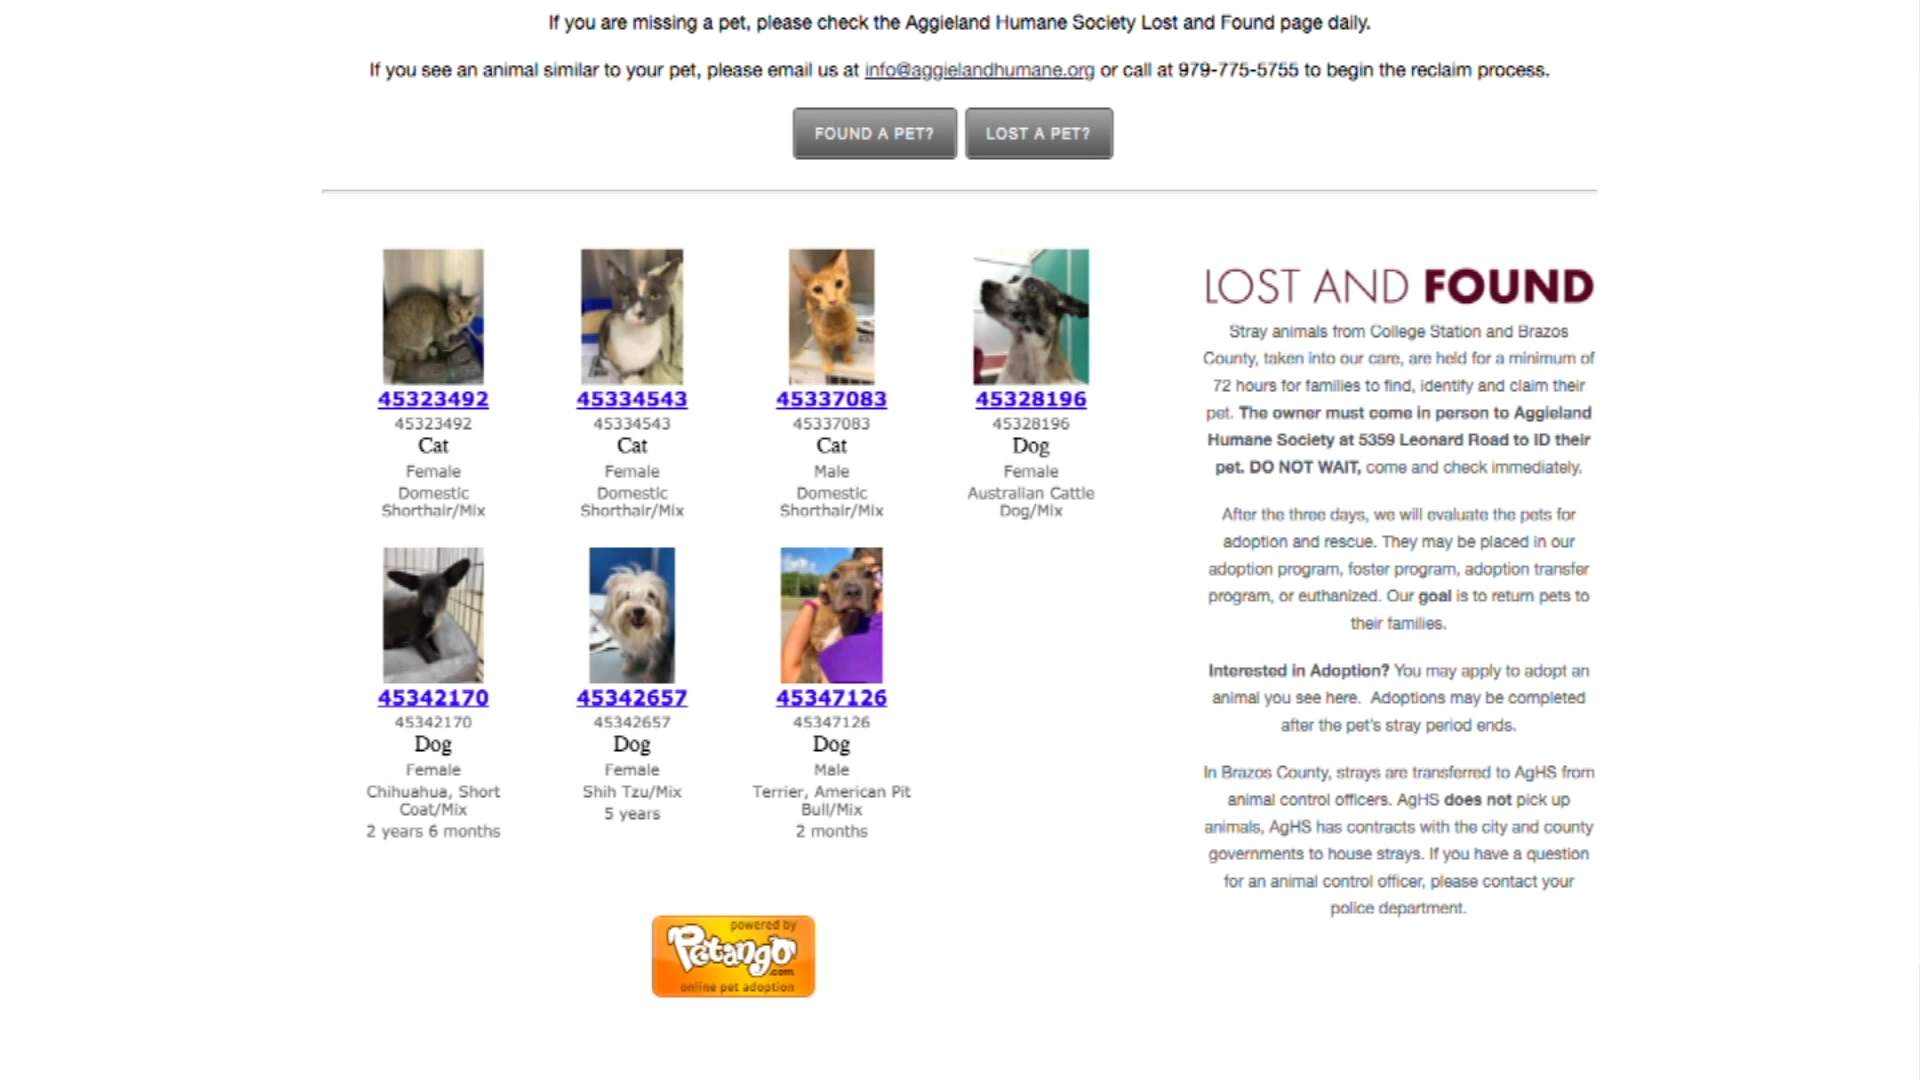 If you are missing a pet, please check the Aggieland Humane Society Lost and Found page daily.
If you see an animal similar to your pet, please email us at info@aggielandhumane.org or call at 979-775-5755 to begin the reclaim process.
FOUND A PET?
LOST A PET?
45323492
45323492
Cat
Female
Domestic
Shorthair/Mix
45334543
45334543
Cat
Female
Domestic
Shorthair/Mix
45337083
45337083
Cat
Male
Domestic
Shorthair/Mix
45328196
45328196
Dog
Female
Australian Cattle
Dog/Mix
45342170
45342170
Dog
Female
Chihuahua, Short
Coat/Mix
2 years 6 months
45342657
45342657
Dog
Female
Shih Tzu/Mix
5 years
45347126
45347126
Dog
Male
Terrier, American Pit
Bull/Mix
2 months
powered by
Petango
.com
online pet adoption
LOST AND FOUND
Stray animals from College Station and Brazos
County, taken into our care, are held for a minimum of
72 hours for families to find, identify and claim their
pet. The owner must come in person to Aggieland
Humane Society at 5359 Leonard Road to ID their
pet. DO NOT WAIT, come and check immediately.
After the three days, we will evaluate the pets for
adoption and rescue. They may be placed in our
adoption program, foster program, adoption transfer
program, or euthanized. Our goal is to return pets to
their families.
Interested in Adoption? You may apply to adopt an
animal you see here. Adoptions may be completed
after the pet's stray period ends.
In Brazos County, strays are transferred to AgHS from
animal control officers. AgHS does not pick up
animals, AgHS has contracts with the city and county
governments to house strays. If you have a question
for an animal control officer, please contact your
police department.